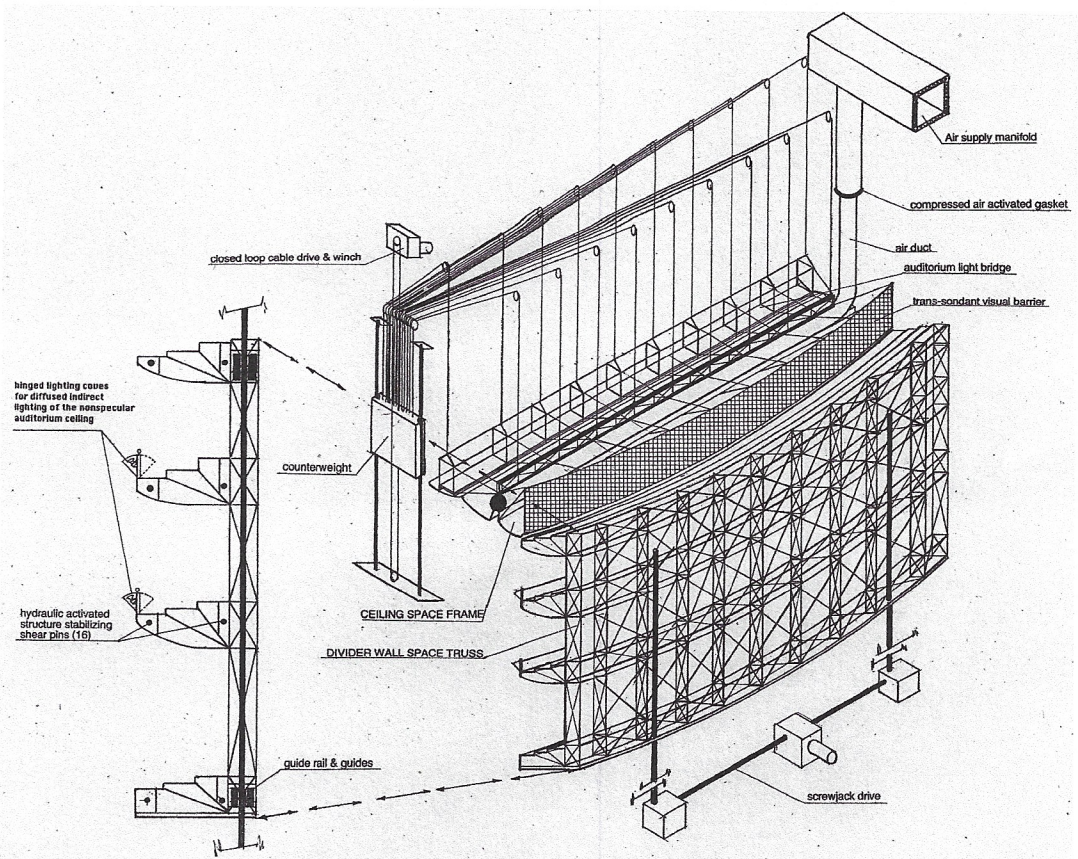 Air supply manifold
compressed air activated gasket
air duct
closed loop cable drive & winch
auditorium light bridge
trans-sondant visual barrier
hinged lighting coves
for diffused indirect
lighting of the nonspecular
auditorium ceiling
counterweight
hydraulic activated
structure stabilizing
shear pins (16)
CEILING SPACE FRAME
DIVIDER WALL SPACE TRUSS
guide rail & guides
screwjack drive